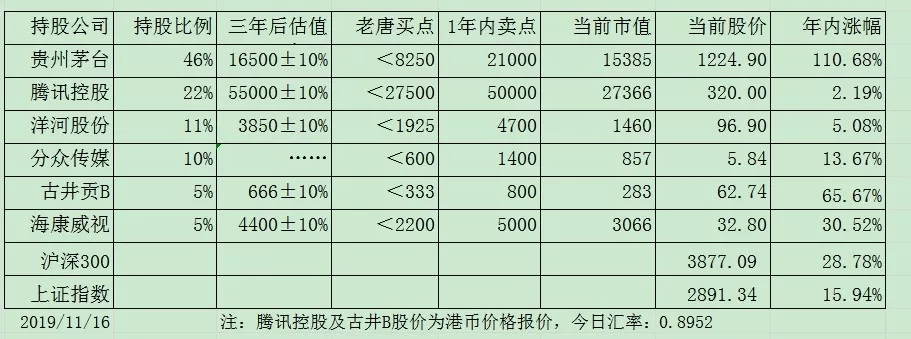 持股公司 持股比例 三年后估值 老唐买点 1年内卖点 当前市值 当前股价 年内涨幅
贵州茅台 46% 16500±10% <8250 21000 15385 1224.90 110.68%
腾讯控股 22% 55000±10% <27500 50000 27366 320.00 2.19%
洋河股份 11% 3850±10% <1925 4700 1460 96.90 5.08%
分众传媒 10% …… <600 1400 857 5.84 13.67%
古井贡B 5% 666±10% <333 800 283 62.74 65.67%
海康威视 5% 4400±10% <2200 5000 3066 32.80 30.52%
沪深300 3877.09 28.78%
上证指数 2891.34 15.94%
2019/11/16 注：腾讯控股及古井B股价为港币价格报价，今日汇率：0.8952